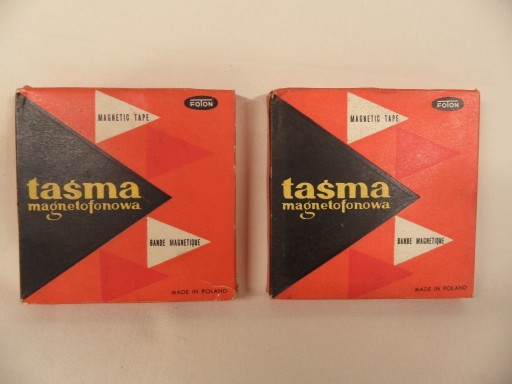 FOTON
MAGNETIC TAPE
taśma
magnetofonowa
BANDE MAGNETIQUE
MADE IN POLAND
FOTON
MAGNETIC TAPE
taśma
magnetofonowa
BANDE MAGNETIQUE
MADE IN POLAND